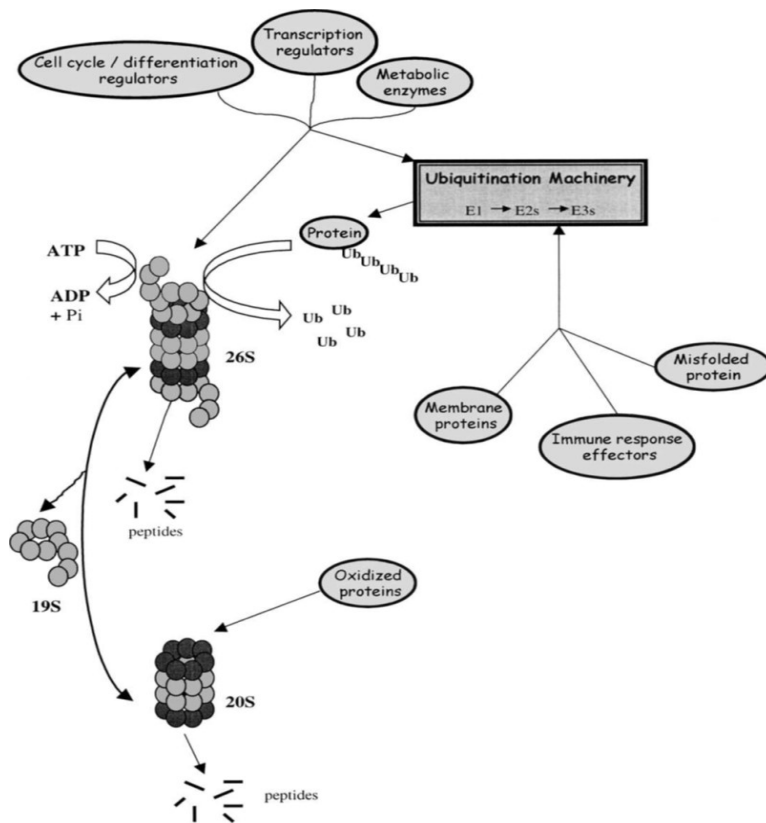 Transcription
regulators
Cell cycle / differentiation
regulators
Metabolic
enzymes
Ubiquitination Machinery
E1 → E2s → E3s
Protein
Ub
Ub
Ub
Ub
ATP
ADP
+ Pi
Ub
Ub
Ub
Ub
26S
Misfolded
protein
Membrane
proteins
Immune response
effectors
peptides
Oxidized
proteins
19S
20S
peptides